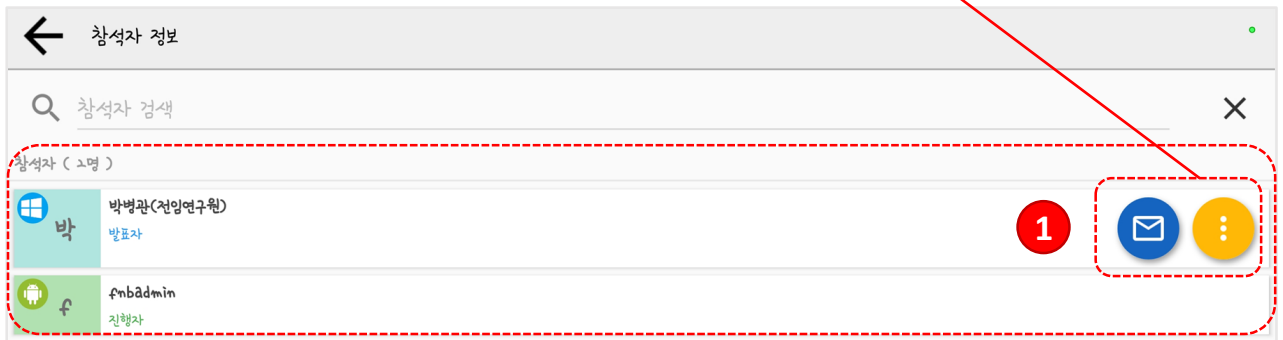 참석자 정보
참석자 검색
참석자 ( 2명 )
박
박병관(전임연구원)
발표자
1
f
fnbadmin
진행자